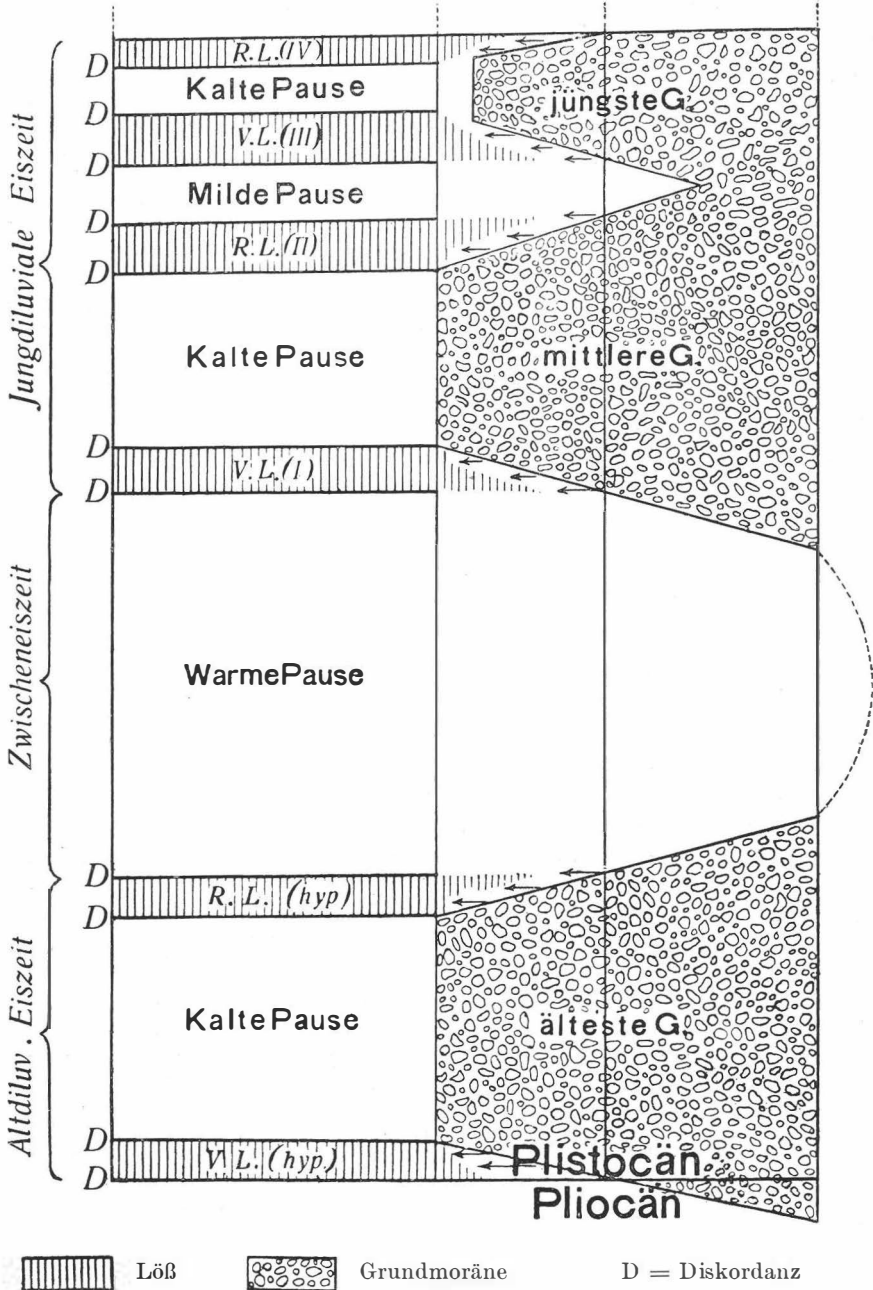 Jungdiluviale Eiszeit
Zwischeneiszeit
Altdiluv. Eiszeit
R.L.(IV)
D
Kalte Pause
jüngste G.
D
V.L.(III)
D
Milde Pause
D
R.L.(II)
D
Kalte Pause
mittlere G.
D
V.L.(I)
D
Warme Pause
D
R.L. (hyp)
D
Kalte Pause
älteste G.
D
V.L.(hyp)
Plistocän
D
Pliocän
Löß
Grundmoräne
D = Diskordanz